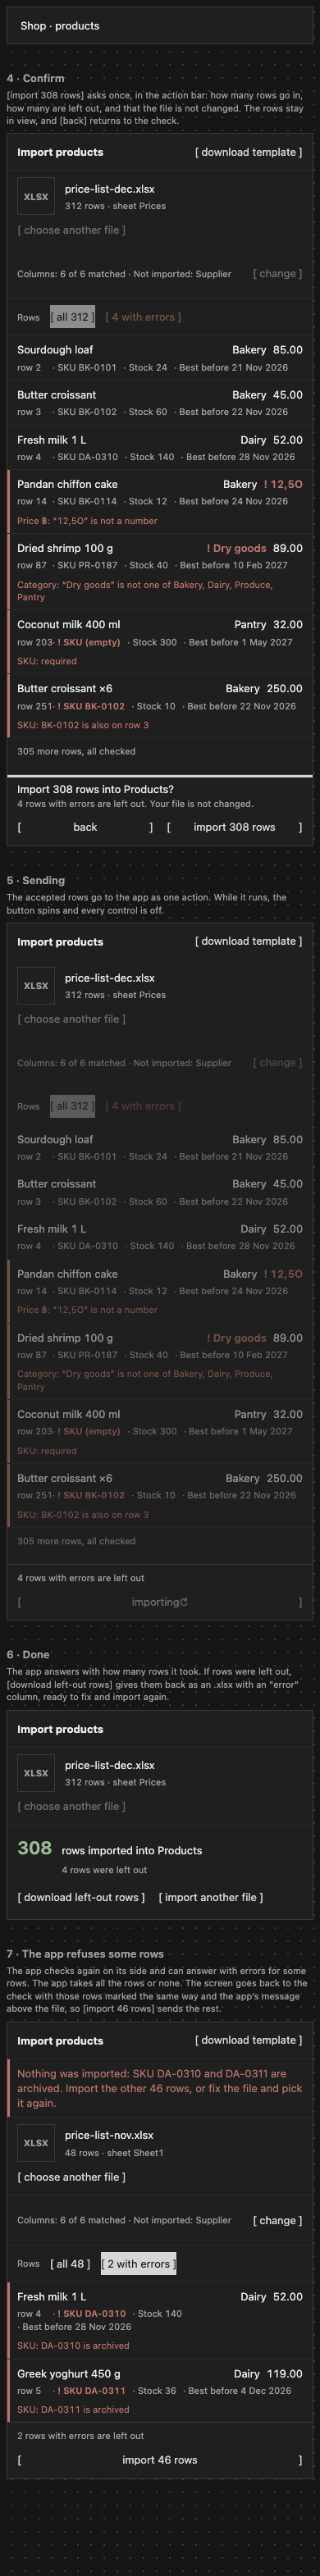 Shop · products
4 · Confirm
[import 308 rows] asks once, in the action bar: how many rows go in,
how many are left out, and that the file is not changed. The rows stay
in view, and [back] returns to the check.
Import products [ download template ]
XLSX
price-list-dec.xlsx
312 rows · sheet Prices
[ choose another file ]
Columns: 6 of 6 matched · Not imported: Supplier [ change ]
Rows [ all 312 ] [ 4 with errors ]
Sourdough loaf Bakery 85.00
row 2 · SKU BK-0101 · Stock 24 · Best before 21 Nov 2026
Butter croissant Bakery 45.00
row 3 · SKU BK-0102 · Stock 60 · Best before 22 Nov 2026
Fresh milk 1 L Dairy 52.00
row 4 · SKU DA-0310 · Stock 140 · Best before 28 Nov 2026
Pandan chiffon cake Bakery ! 12,5O
row 14 · SKU BK-0114 · Stock 12 · Best before 24 Nov 2026
Price ฿: “12,5O” is not a number
Dried shrimp 100 g ! Dry goods 89.00
row 87 · SKU PR-0187 · Stock 40 · Best before 10 Feb 2027
Category: “Dry goods” is not one of Bakery, Dairy, Produce,
Pantry
Coconut milk 400 ml Pantry 32.00
row 203 · ! SKU (empty) · Stock 300 · Best before 1 May 2027
SKU: required
Butter croissant ×6 Bakery 250.00
row 251 · ! SKU BK-0102 · Stock 10 · Best before 22 Nov 2026
SKU: BK-0102 is also on row 3
305 more rows, all checked
Import 308 rows into Products?
4 rows with errors are left out. Your file is not changed.
[ back ] [ import 308 rows ]
5 · Sending
The accepted rows go to the app as one action. While it runs, the
button spins and every control is off.
Import products [ download template ]
XLSX
price-list-dec.xlsx
312 rows · sheet Prices
[ choose another file ]
Columns: 6 of 6 matched · Not imported: Supplier [ change ]
Rows [ all 312 ] [ 4 with errors ]
Sourdough loaf Bakery 85.00
row 2 · SKU BK-0101 · Stock 24 · Best before 21 Nov 2026
Butter croissant Bakery 45.00
row 3 · SKU BK-0102 · Stock 60 · Best before 22 Nov 2026
Fresh milk 1 L Dairy 52.00
row 4 · SKU DA-0310 · Stock 140 · Best before 28 Nov 2026
Pandan chiffon cake Bakery ! 12,5O
row 14 · SKU BK-0114 · Stock 12 · Best before 24 Nov 2026
Price ฿: “12,5O” is not a number
Dried shrimp 100 g ! Dry goods 89.00
row 87 · SKU PR-0187 · Stock 40 · Best before 10 Feb 2027
Category: “Dry goods” is not one of Bakery, Dairy, Produce,
Pantry
Coconut milk 400 ml Pantry 32.00
row 203 · ! SKU (empty) · Stock 300 · Best before 1 May 2027
SKU: required
Butter croissant ×6 Bakery 250.00
row 251 · ! SKU BK-0102 · Stock 10 · Best before 22 Nov 2026
SKU: BK-0102 is also on row 3
305 more rows, all checked
4 rows with errors are left out
[ importing ]
6 · Done
The app answers with how many rows it took. If rows were left out,
[download left-out rows] gives them back as an .xlsx with an "error"
column, ready to fix and import again.
Import products
XLSX
price-list-dec.xlsx
312 rows · sheet Prices
[ choose another file ]
308 rows imported into Products
4 rows were left out
[ download left-out rows ] [ import another file ]
7 · The app refuses some rows
The app checks again on its side and can answer with errors for some
rows. The app takes all the rows or none. The screen goes back to the
check with those rows marked the same way and the app's message
above the file, so [import 46 rows] sends the rest.
Import products [ download template ]
Nothing was imported: SKU DA-0310 and DA-0311 are
archived. Import the other 46 rows, or fix the file and pick
it again.
XLSX
price-list-nov.xlsx
48 rows · sheet Sheet1
[ choose another file ]
Columns: 6 of 6 matched · Not imported: Supplier [ change ]
Rows [ all 48 ] [ 2 with errors ]
Fresh milk 1 L Dairy 52.00
row 4 · ! SKU DA-0310 · Stock 140
· Best before 28 Nov 2026
SKU: DA-0310 is archived
Greek yoghurt 450 g Dairy 119.00
row 5 · ! SKU DA-0311 · Stock 36 · Best before 4 Dec 2026
SKU: DA-0311 is archived
2 rows with errors are left out
[ import 46 rows ]